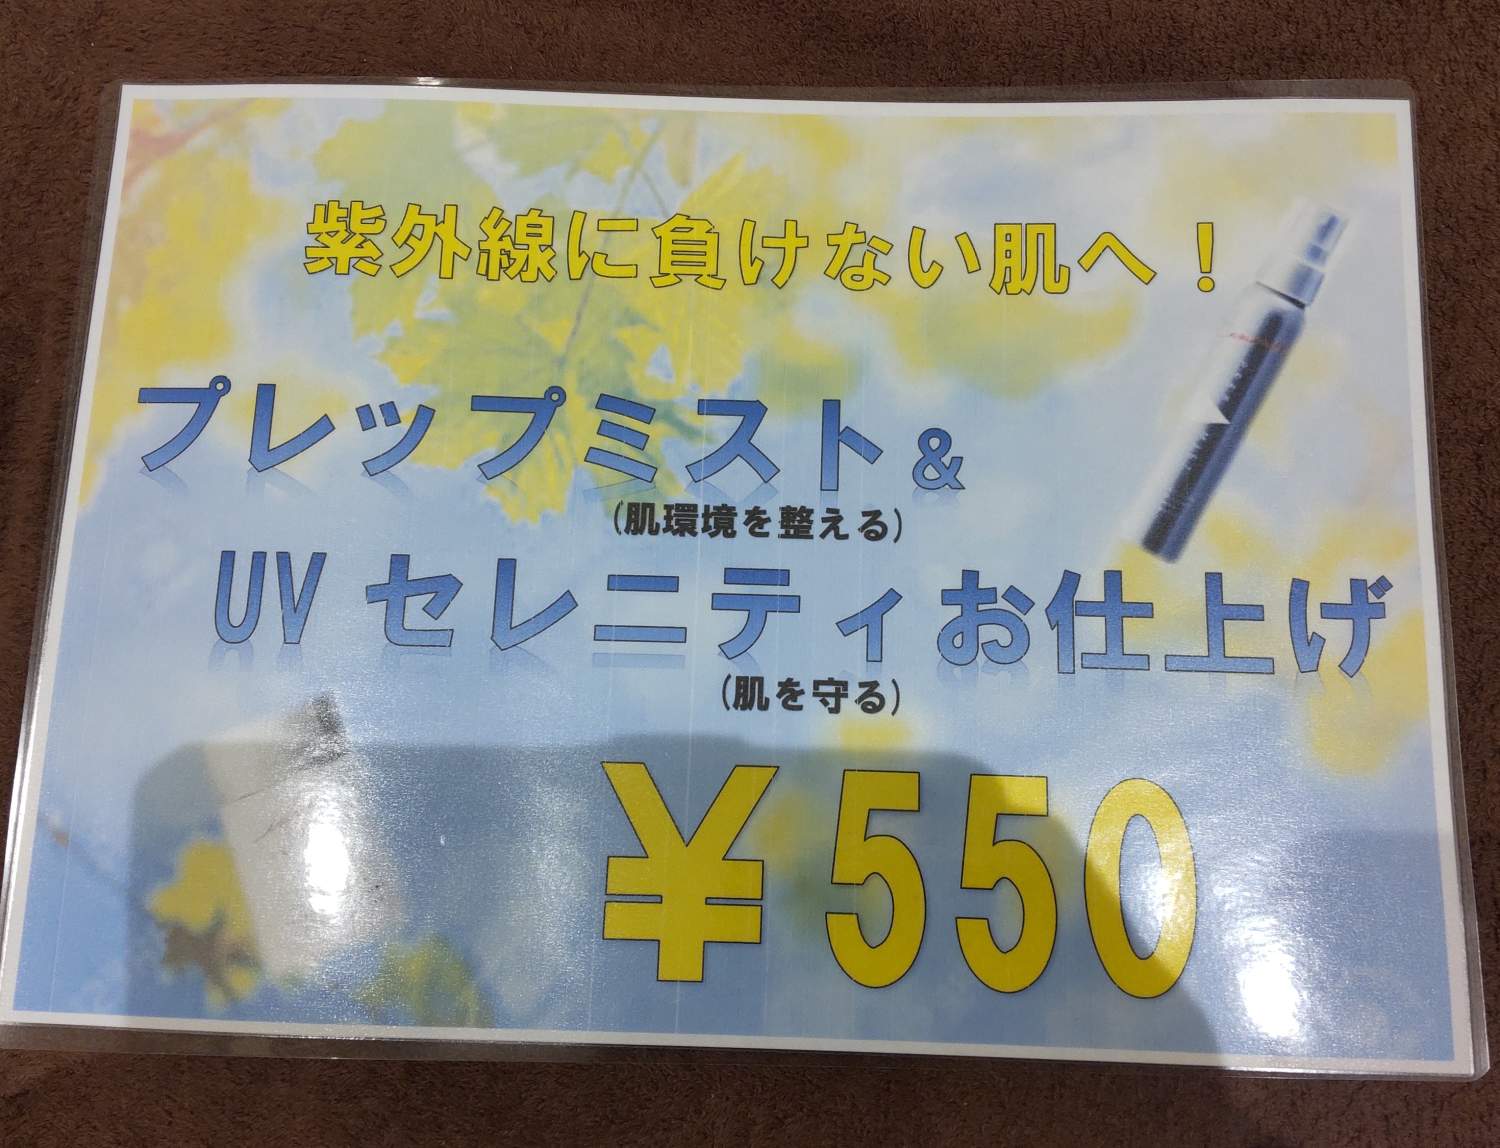 紫外線に負けない肌へ！
プレップミスト&
(肌環境を整える)
UV セレニティお仕上げ
(肌を守る)
￥550